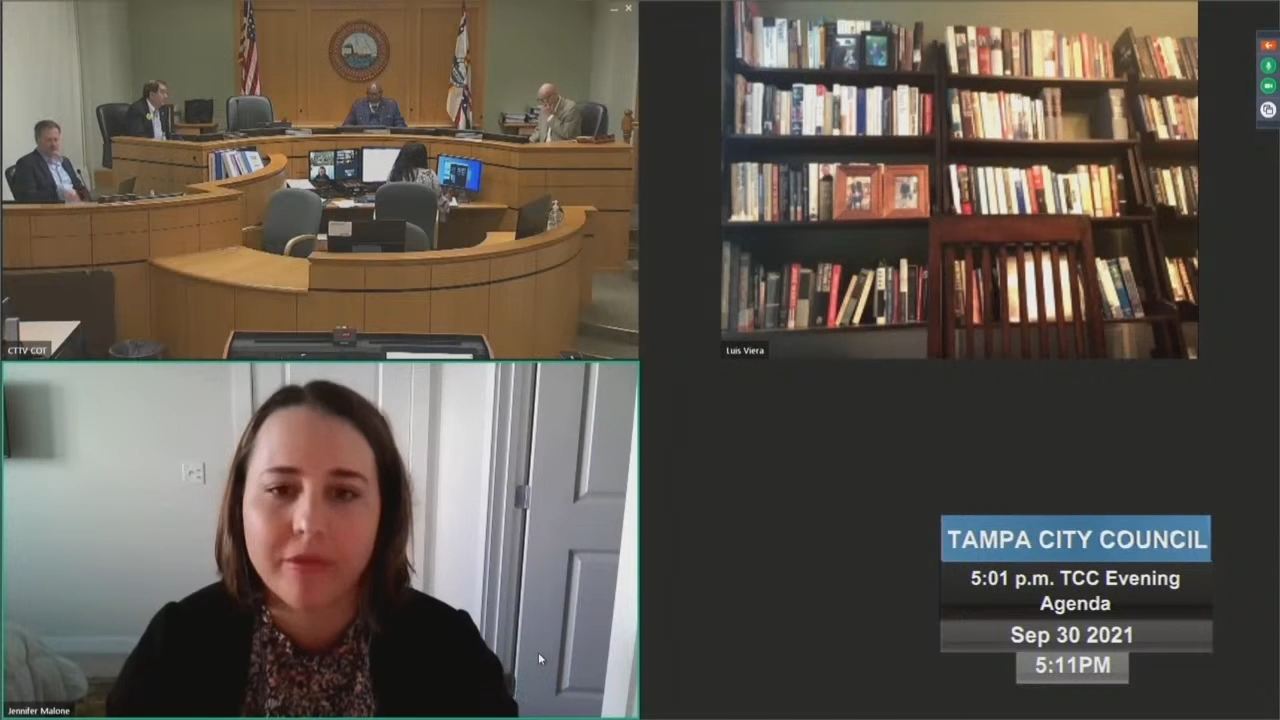 CTTV COT
Luis Viera
Jennifer Malone
TAMPA CITY COUNCIL
5:01 p.m. TCC Evening
Agenda
Sep 30 2021
5:11PM